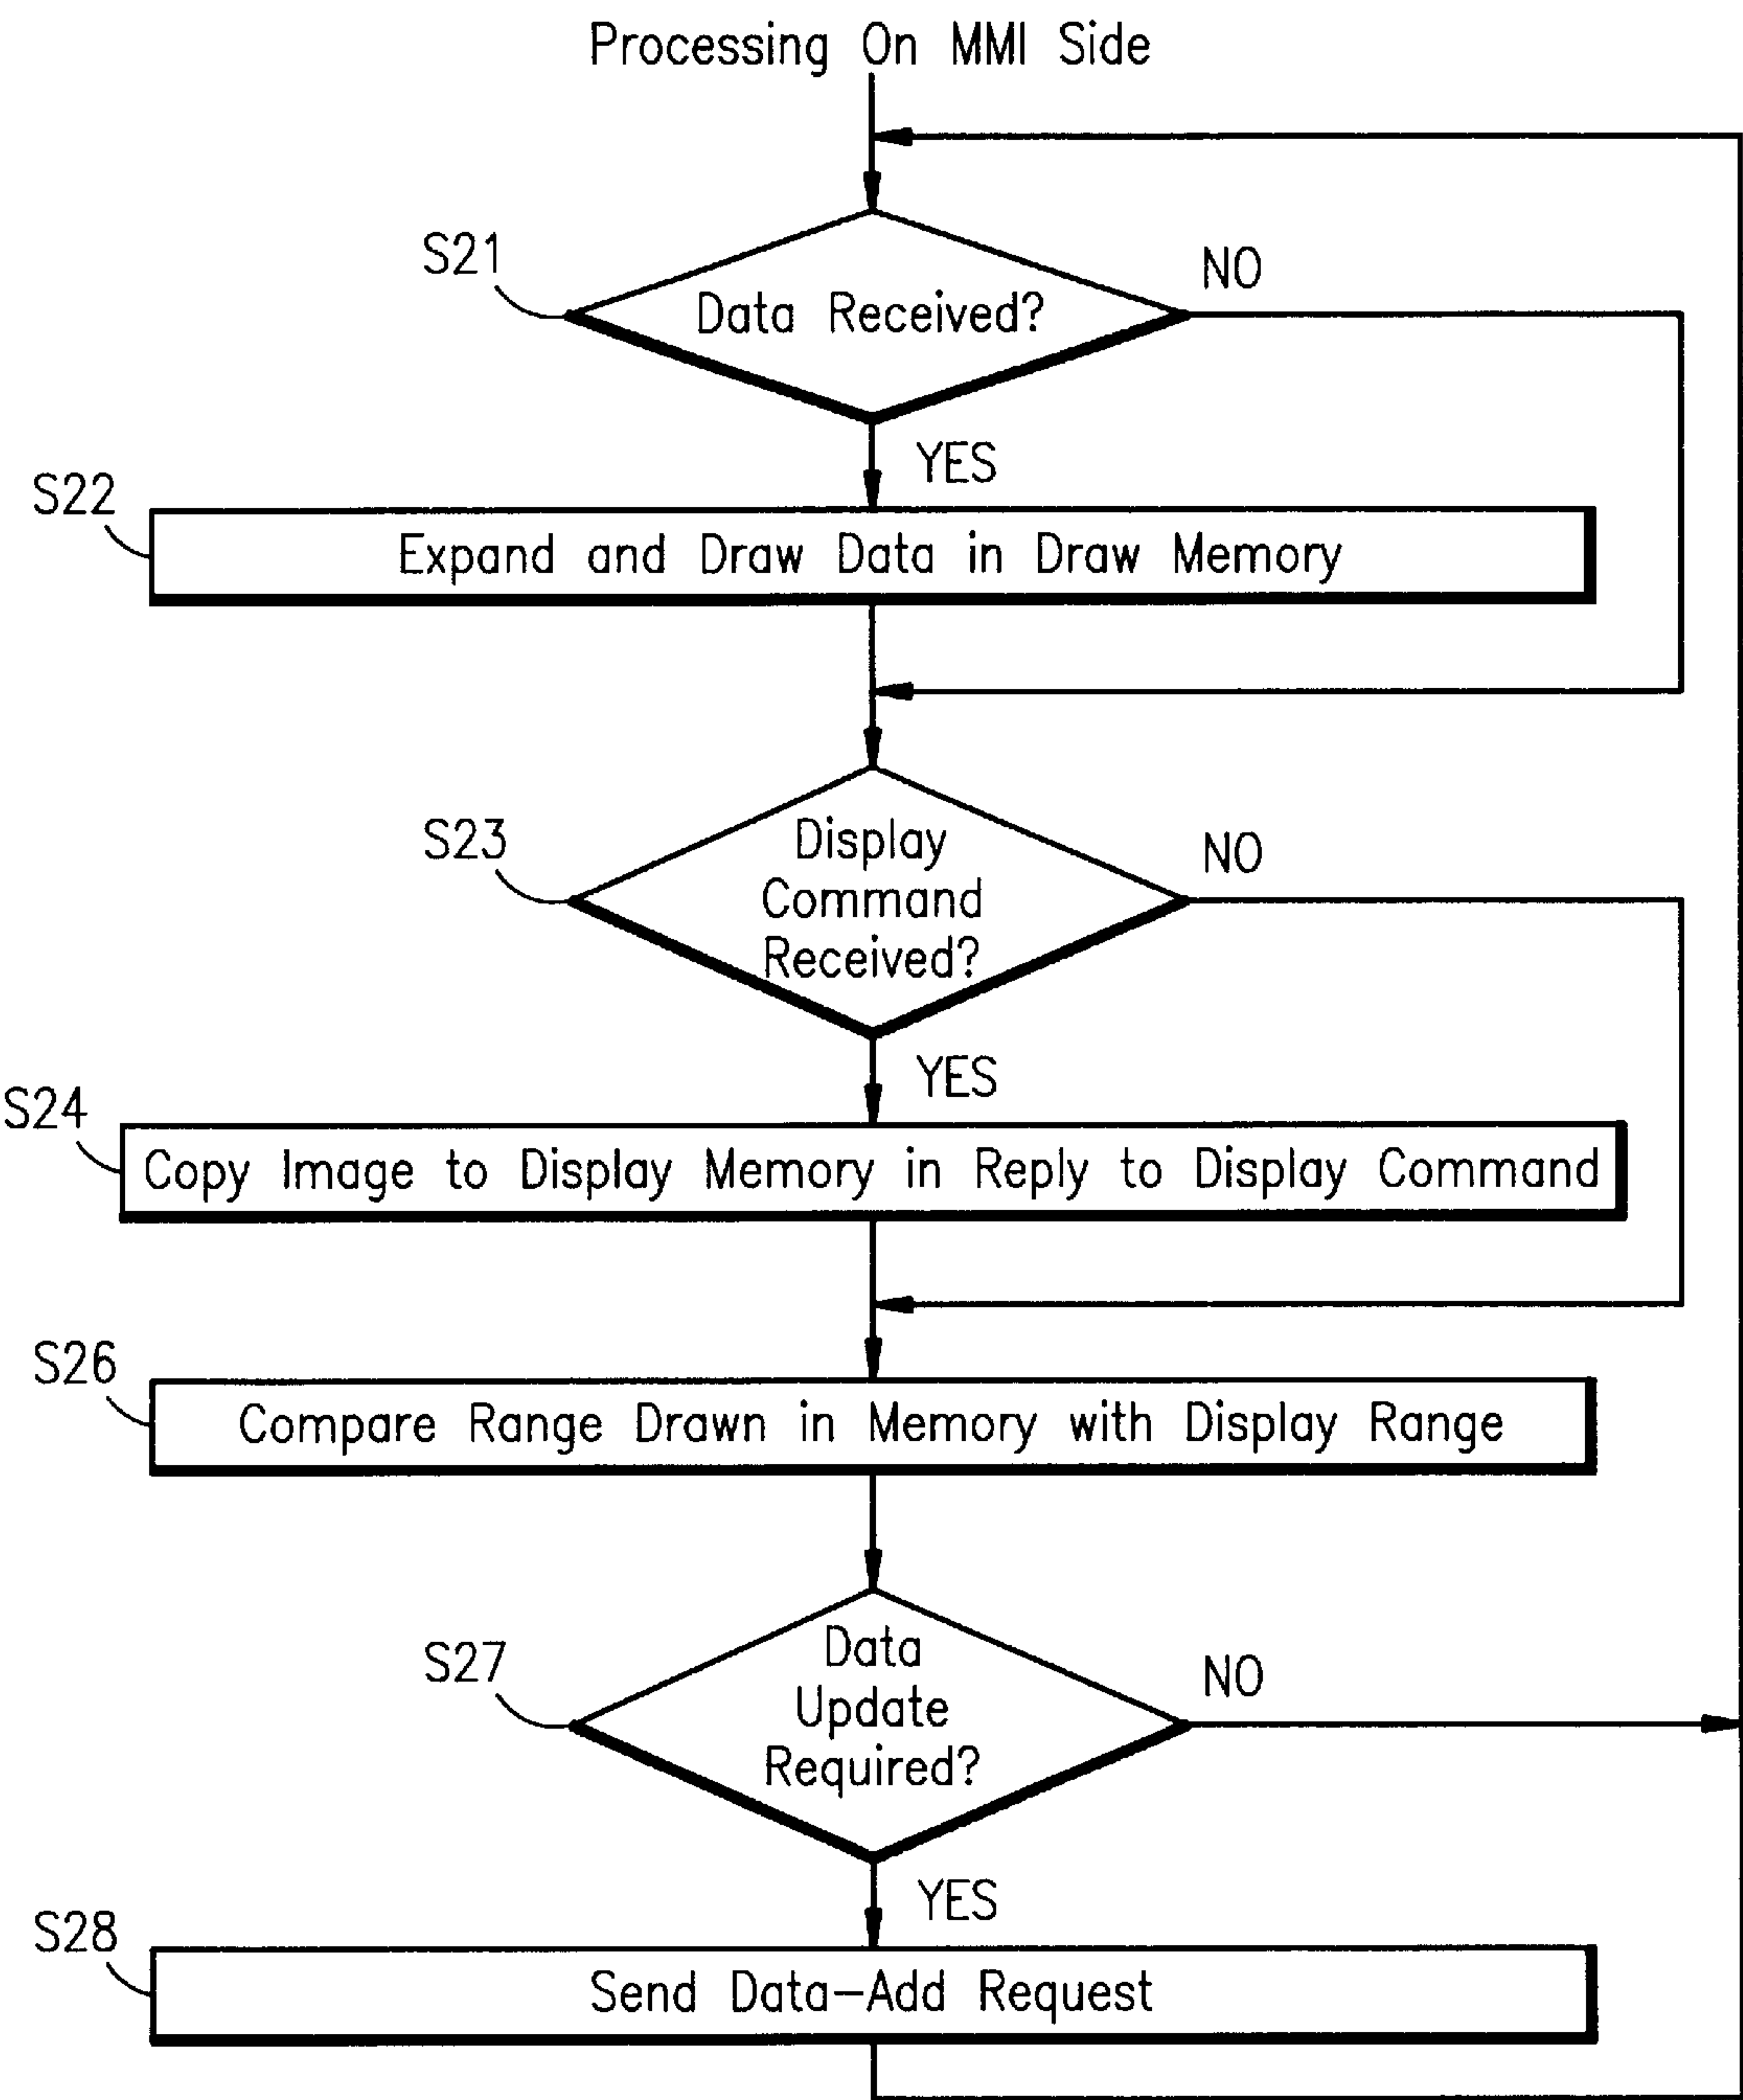 Processing On MMI Side
S21
Data Received?
NO
YES
S22
Expand and Draw Data in Draw Memory
S23
Display
Command
Received?
NO
YES
S24
Copy Image to Display Memory in Reply to Display Command
S26
Compare Range Drawn in Memory with Display Range
S27
Data
Update
Required?
NO
YES
S28
Send Data-Add Request